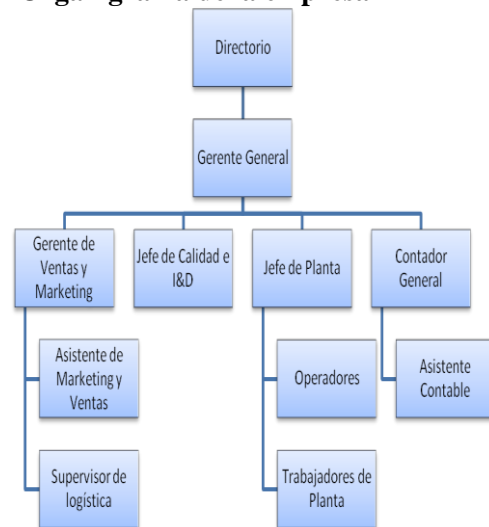 Directorio
Gerente General
Gerente de
Ventas y
Marketing
Jefe de Calidad e
I&D
Jefe de Planta
Contador
General
Asistente de
Marketing y
Ventas
Operadores
Asistente
Contable
Supervisor de
logística
Trabajadores de
Planta